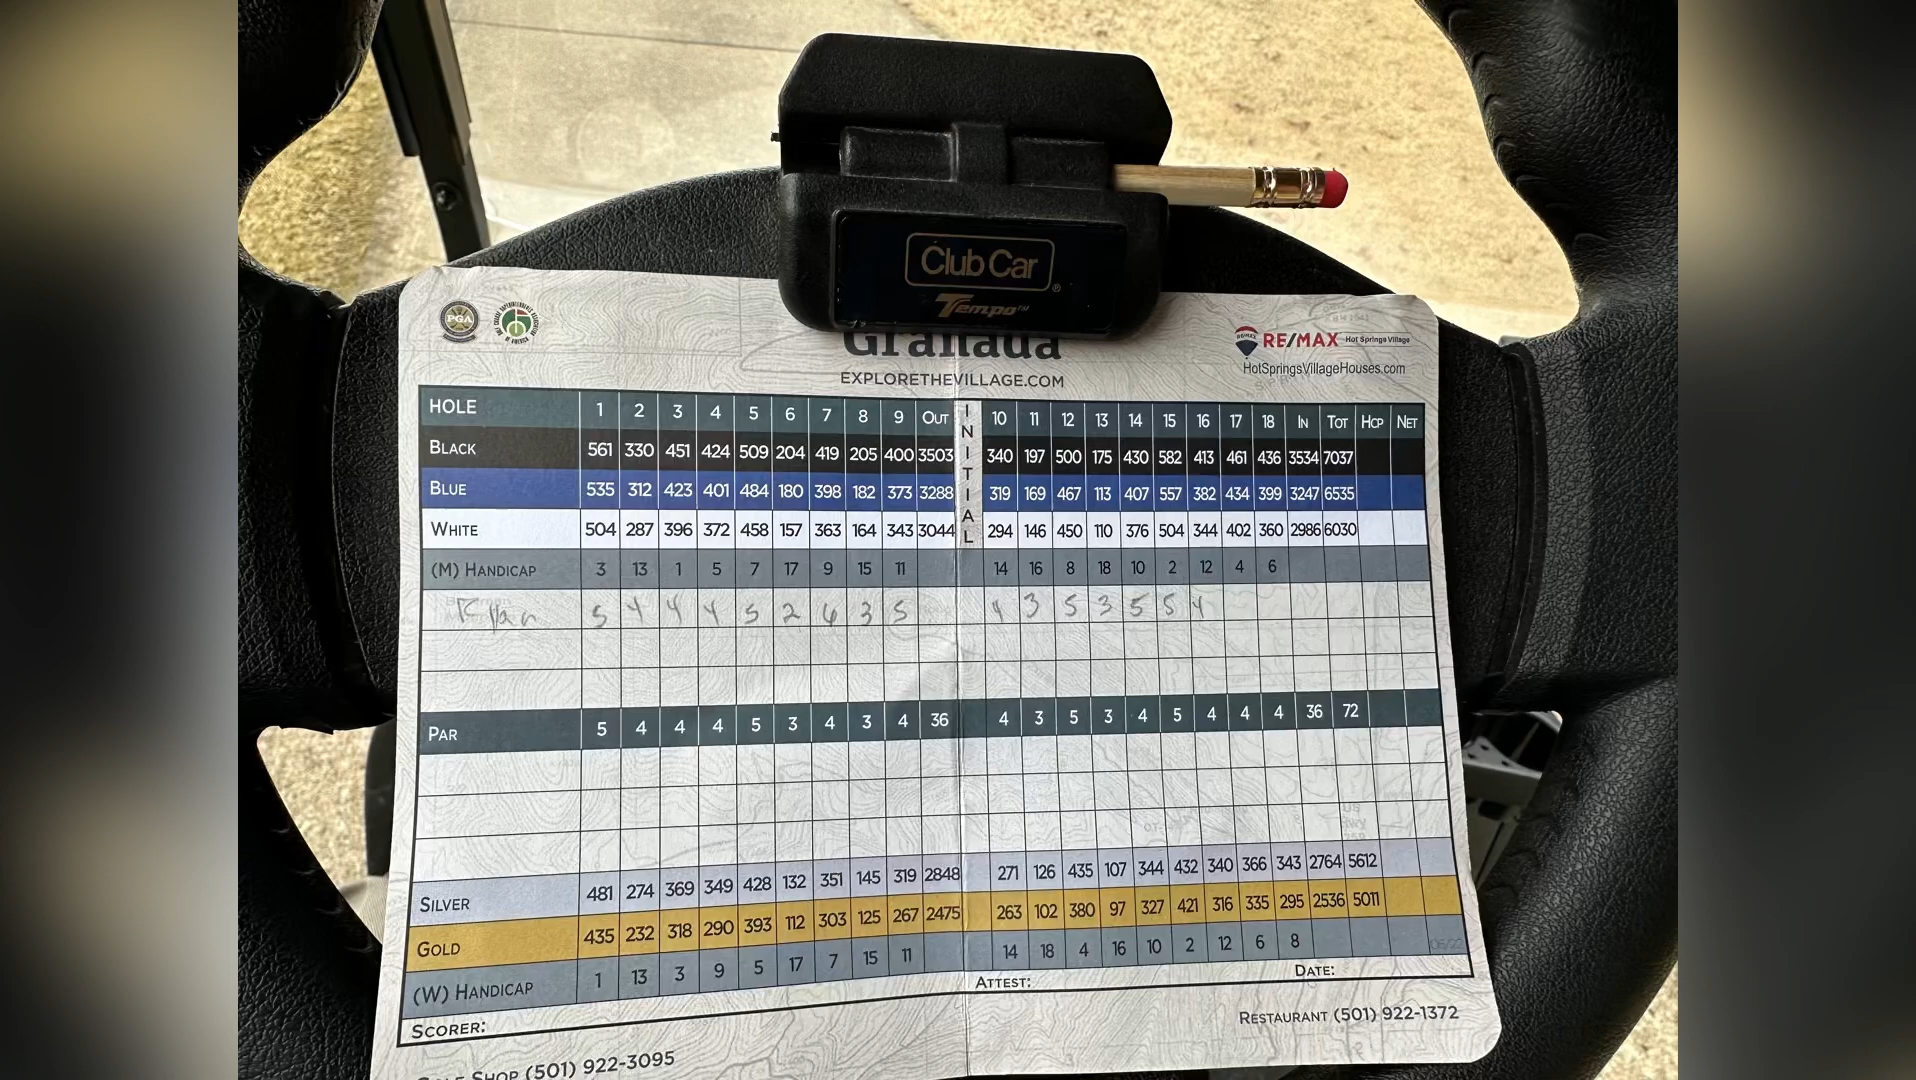 Club Car ®
Tempo™
PGA
Granada
EXPLORETHEVILLAGE.COM
RE/MAX Hot Springs Village
HotSpringsVillageHouses.com
HOLE 1 2 3 4 5 6 7 8 9 OUT INITIAL 10 11 12 13 14 15 16 17 18 IN TOT HCP NET
BLACK 561 330 451 424 509 204 419 205 400 3503 340 197 500 175 430 582 413 461 436 3534 7037
BLUE 535 312 423 401 484 180 398 182 373 3288 319 169 467 113 407 557 382 434 399 3247 6535
WHITE 504 287 396 372 458 157 363 164 343 3044 294 146 450 110 376 504 344 402 360 2986 6030
(M) HANDICAP 3 13 1 5 7 17 9 15 11 14 16 8 18 10 2 12 4 6
Ryan 5 4 4 4 5 2 6 3 5 4 3 5 3 5 5 4
PAR 5 4 4 4 5 3 4 3 4 36 4 3 5 3 4 5 4 4 4 36 72
SILVER 481 274 369 349 428 132 351 145 319 2848 271 126 435 107 344 432 340 366 343 2764 5612
GOLD 435 232 318 290 393 112 303 125 267 2475 263 102 380 97 327 421 316 335 295 2536 5011
(W) HANDICAP 1 13 3 9 5 17 7 15 11 14 18 4 16 10 2 12 6 8
06/22
SCORER: ATTEST: DATE:
GOLF SHOP (501) 922-3095 RESTAURANT (501) 922-1372